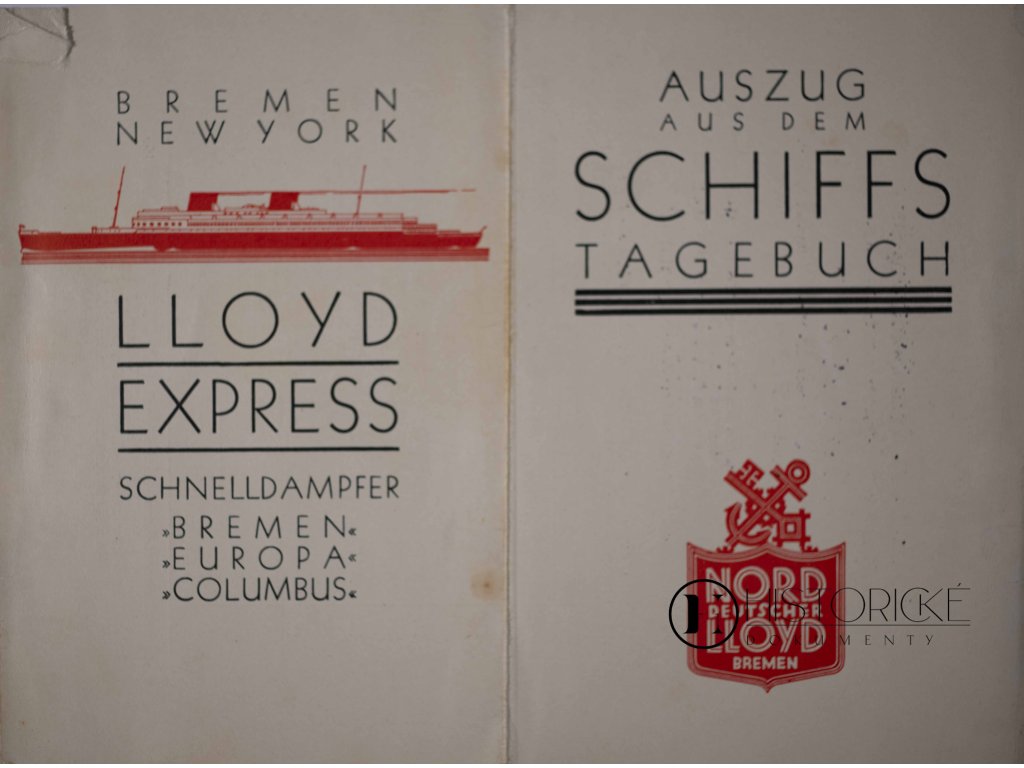 BREMEN
NEW YORK
LLOYD
EXPRESS
SCHNELLDAMPFER
»BREMEN«
»EUROPA«
»COLUMBUS«
AUSZUG
AUS DEM
SCHIFFS
TAGEBUCH
NORD
DEUTSCHER
LLOYD
BREMEN
HISTORICKÉ
DOCUMENTY